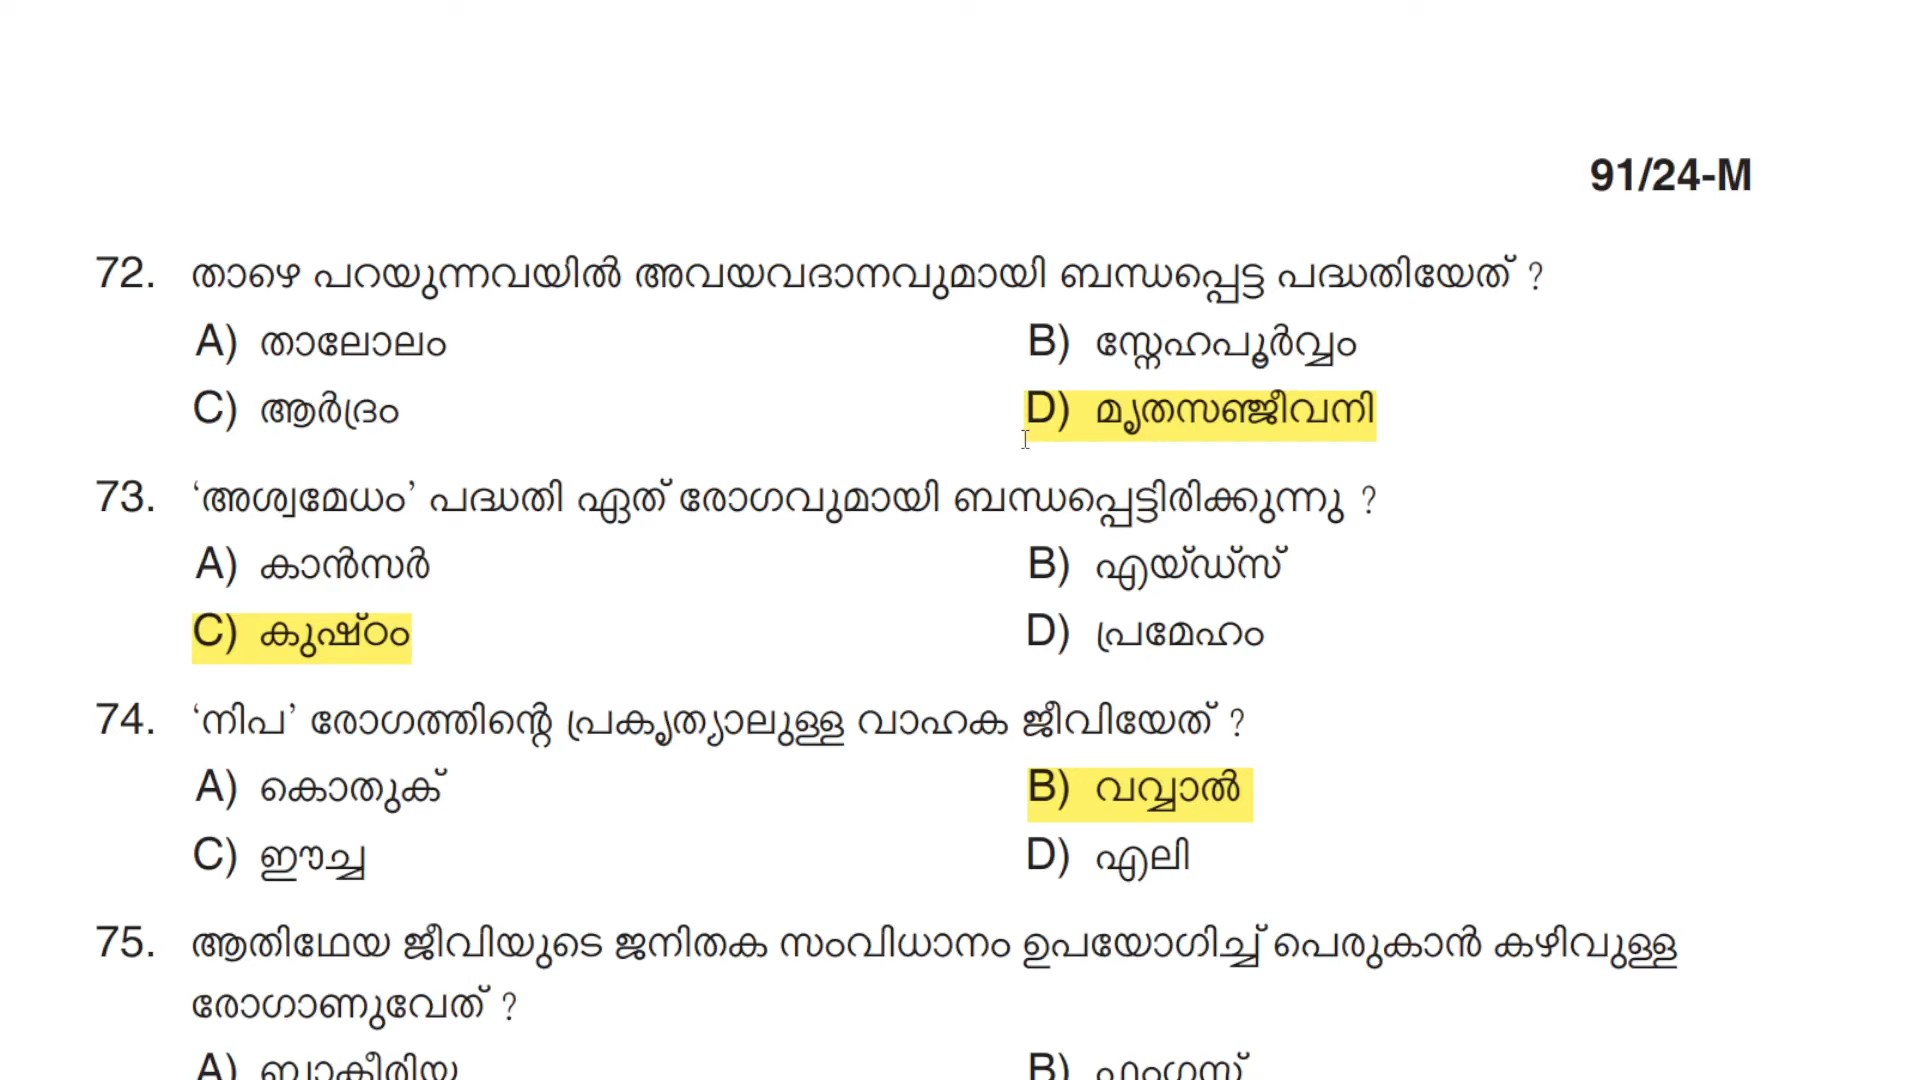 91/24-M
72. താഴെ പറയുന്നവയിൽ അവയവദാനവുമായി ബന്ധപ്പെട്ട പദ്ധതിയേത് ?
A) താലോലം B) സ്നേഹപൂർവ്വം
C) ആർദ്രം D) മൃതസഞ്ജീവനി
73. ‘അശ്വമേധം’ പദ്ധതി ഏത് രോഗവുമായി ബന്ധപ്പെട്ടിരിക്കുന്നു ?
A) കാൻസർ B) എയ്ഡ്സ്
C) കുഷ്ഠം D) പ്രമേഹം
74. ‘നിപ’ രോഗത്തിന്റെ പ്രകൃത്യാലുള്ള വാഹക ജീവിയേത് ?
A) കൊതുക് B) വവ്വാൽ
C) ഈച്ച D) എലി
75. ആതിഥേയ ജീവിയുടെ ജനിതക സംവിധാനം ഉപയോഗിച്ച് പെരുകാൻ കഴിവുള്ള
രോഗാണുവേത് ?
A) ബാക്ടീരിയ B) ഫംഗസ്